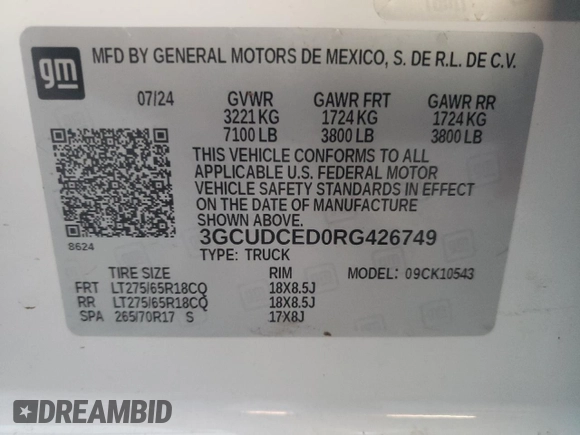 gm
MFD BY GENERAL MOTORS DE MEXICO, S. DE R.L. DE C.V.
07/24 GVWR GAWR FRT GAWR RR
3221 KG 1724 KG 1724 KG
7100 LB 3800 LB 3800 LB
THIS VEHICLE CONFORMS TO ALL
APPLICABLE U.S. FEDERAL MOTOR
VEHICLE SAFETY STANDARDS IN EFFECT
ON THE DATE OF MANUFACTURE
SHOWN ABOVE.
8624 3GCUDCED0RG426749
TYPE: TRUCK MODEL: 09CK10543
TIRE SIZE RIM
FRT LT275/65R18CQ 18X8.5J
RR LT275/65R18CQ 18X8.5J
SPA 265/70R17 S 17X8J
DREAMBID